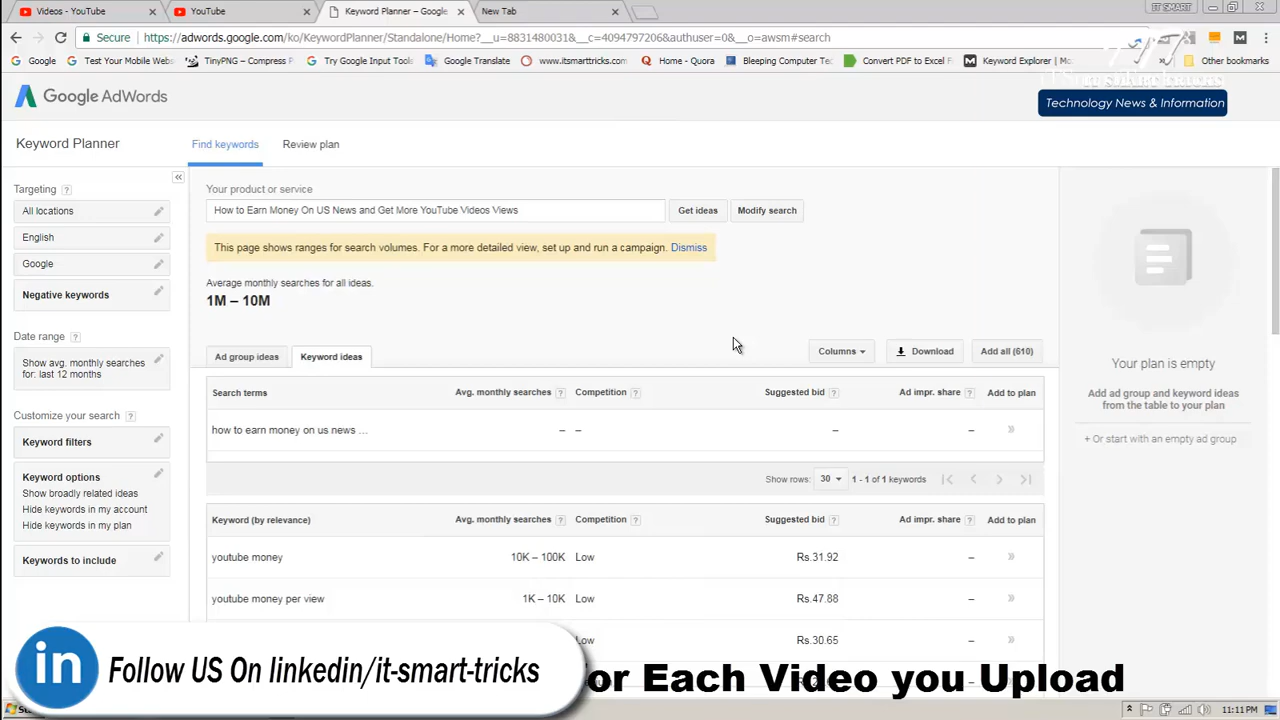 Videos - YouTube
YouTube
Keyword Planner – Google
New Tab
IT SMART
Secure https://adwords.google.com/ko/KeywordPlanner/Standalone/Home?__u=8831480031&__c=4094797206&authuser=0&__o=awsm#search
Google
Test Your Mobile Web
TinyPNG – Compress P
Try Google Input Tools
Google Translate
www.itsmarttricks.com
Home - Quora
Bleeping Computer Te
Convert PDF to Excel F
Keyword Explorer | Mo
Other bookmarks
Google AdWords
Technology News & Information
Keyword Planner
Find keywords
Review plan
Targeting ?
All locations
English
Google
Negative keywords
Date range ?
Show avg. monthly searches
for: last 12 months
Customize your search ?
Keyword filters
Keyword options
Show broadly related ideas
Hide keywords in my account
Hide keywords in my plan
Keywords to include
Your product or service
How to Earn Money On US News and Get More YouTube Videos Views
Get ideas
Modify search
This page shows ranges for search volumes. For a more detailed view, set up and run a campaign. Dismiss
Average monthly searches for all ideas.
1M – 10M
Ad group ideas
Keyword ideas
Columns
Download
Add all (610)
Search terms Avg. monthly searches ? Competition ? Suggested bid ? Ad impr. share ? Add to plan
how to earn money on us news ... – – – – »
Show rows: 30 1 - 1 of 1 keywords
Keyword (by relevance) Avg. monthly searches ? Competition ? Suggested bid ? Ad impr. share ? Add to plan
youtube money 10K – 100K Low Rs.31.92 – »
youtube money per view 1K – 10K Low Rs.47.88 – »
Low Rs.30.65 – »
Your plan is empty
Add ad group and keyword ideas
from the table to your plan
+ Or start with an empty ad group
in Follow US On linkedin/it-smart-tricks
or Each Video you Upload
11:11 PM